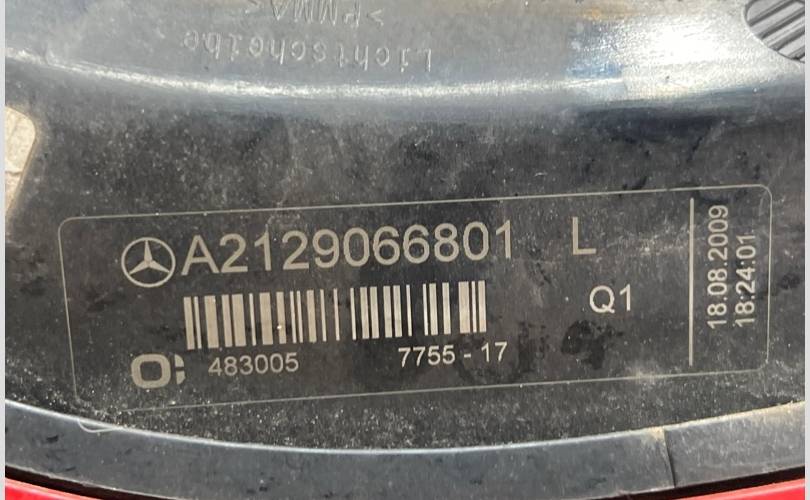 Lichtscheibe
>PMMA<
A2129066801 L
Q1
483005 7755 - 17
18.08.2009
18:24:01